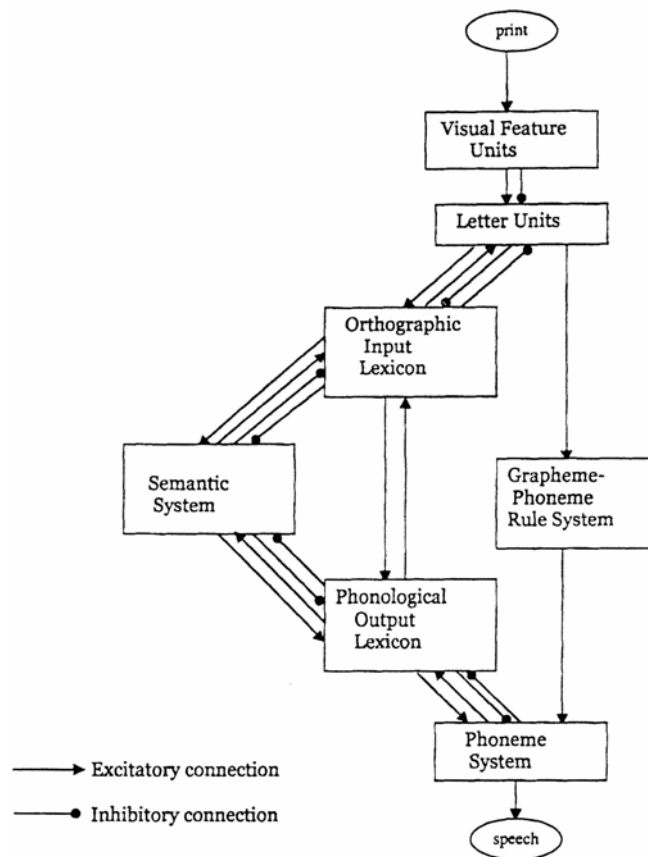 print
Visual Feature
Units
Letter Units
Orthographic
Input
Lexicon
Semantic
System
Grapheme-
Phoneme
Rule System
Phonological
Output
Lexicon
Phoneme
System
Excitatory connection
Inhibitory connection
speech